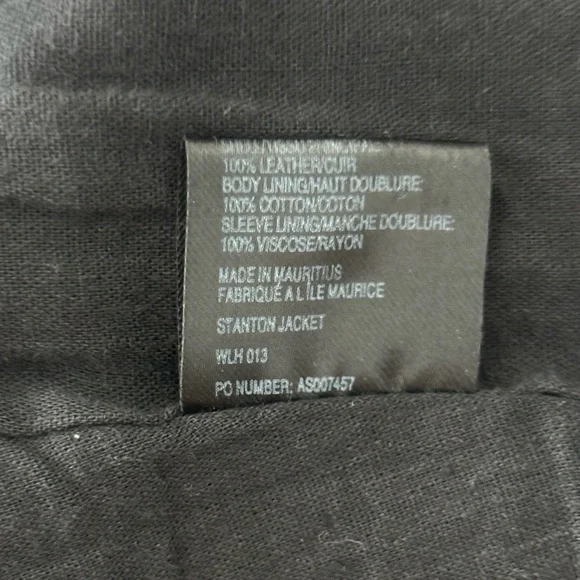 100% LEATHER/CUIR
BODY LINING/HAUT DOUBLURE:
100% COTTON/COTON
SLEEVE LINING/MANCHE DOUBLURE:
100% VISCOSE/RAYON
MADE IN MAURITIUS
FABRIQUÉ A L'ILE MAURICE
STANTON JACKET
WLH 013
PO NUMBER: AS007457